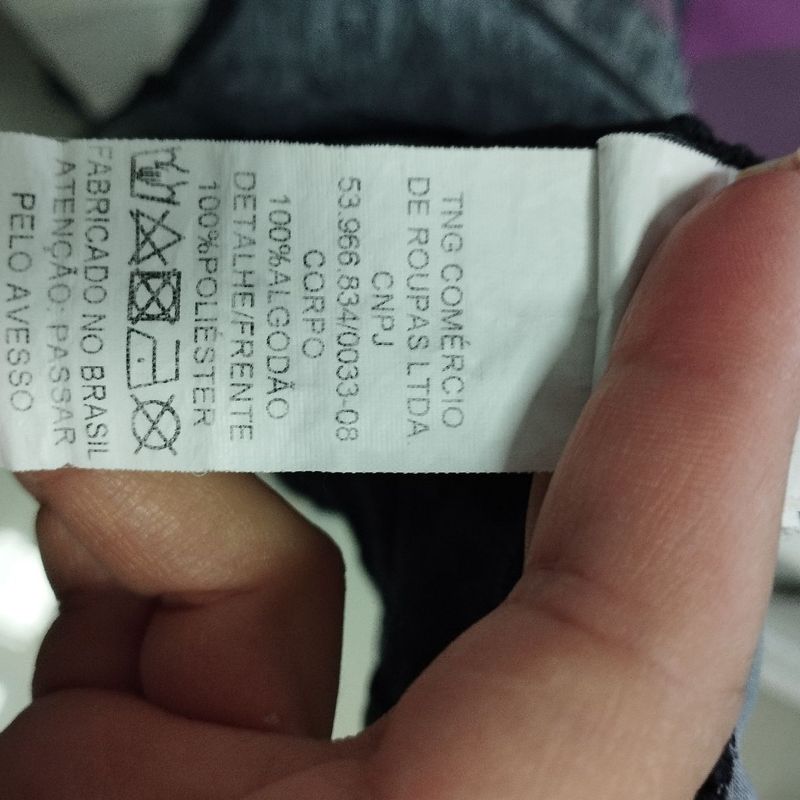 TNG COMÉRCIO
DE ROUPAS LTDA.
CNPJ
53.966.834/0033-08
CORPO
100%ALGODÃO
DETALHE/FRENTE
100%POLIÉSTER
FABRICADO NO BRASIL
ATENÇÃO: PASSAR
PELO AVESSO